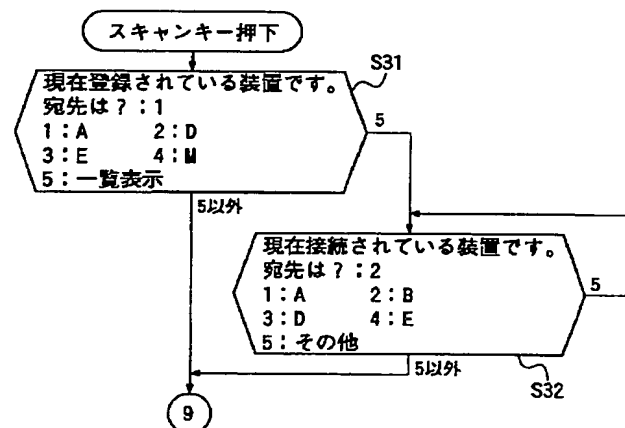 スキャンキー押下
S31
現在登録されている装置です。
宛先は？:1
1:A 2:D
3:E 4:M
5:一覧表示
5
5以外
現在接続されている装置です。
宛先は？:2
1:A 2:B
3:D 4:E
5:その他
5
5以外
S32
9